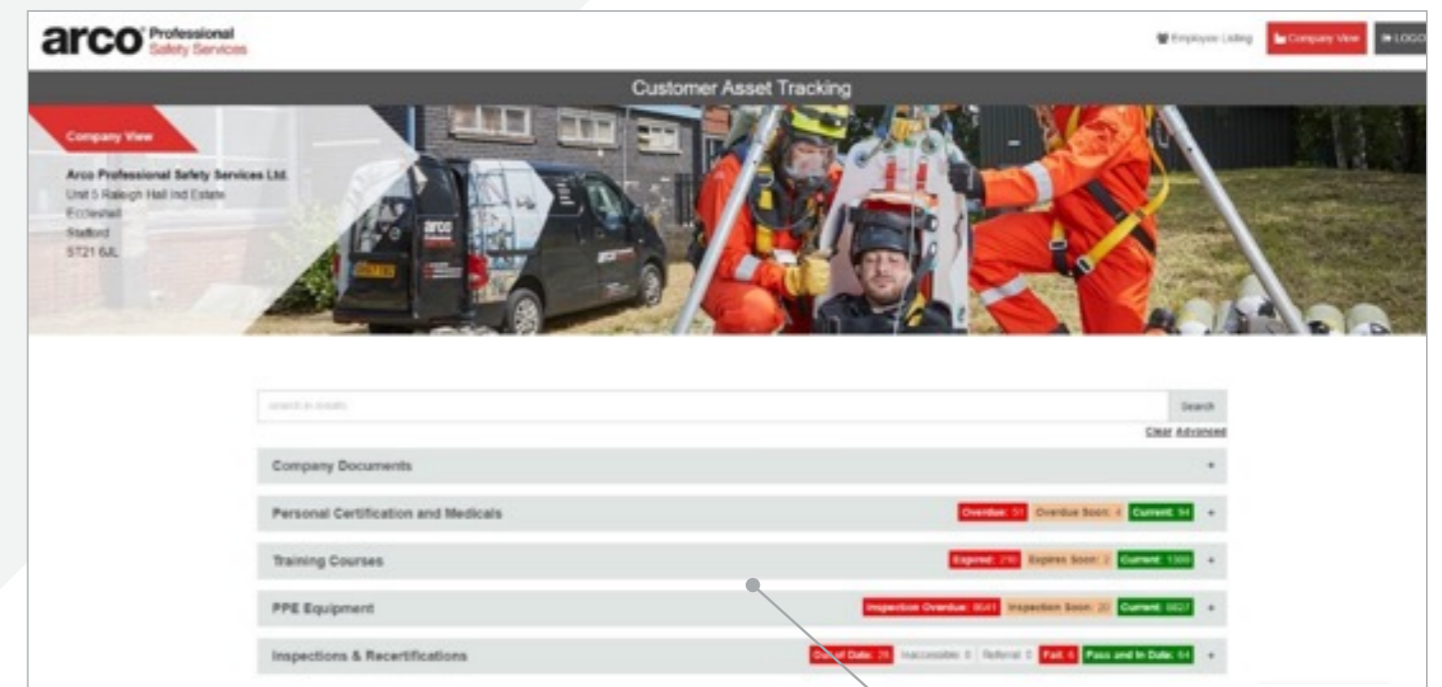 arco Professional
Safety Services
Employee Listing
Company View
LOGO
Customer Asset Tracking
Company View
Arco Professional Safety Services Ltd.
Unit 5 Raleigh Hall Ind Estate
Eccleshall
Stafford
ST21 6JL
arco
search in assets
Search
Clear Advanced
Company Documents +
Personal Certification and Medicals Overdue: 51 Overdue Soon: 4 Current: 94 +
Training Courses Expired: 210 Expires Soon: 2 Current: +
PPE Equipment Inspection Overdue: Inspection Soon: 20 Current: +
Inspections & Recertifications Out of Date: Inaccessible: 0 Referral: 0 Fail: 6 Pass and In Date: 64 +